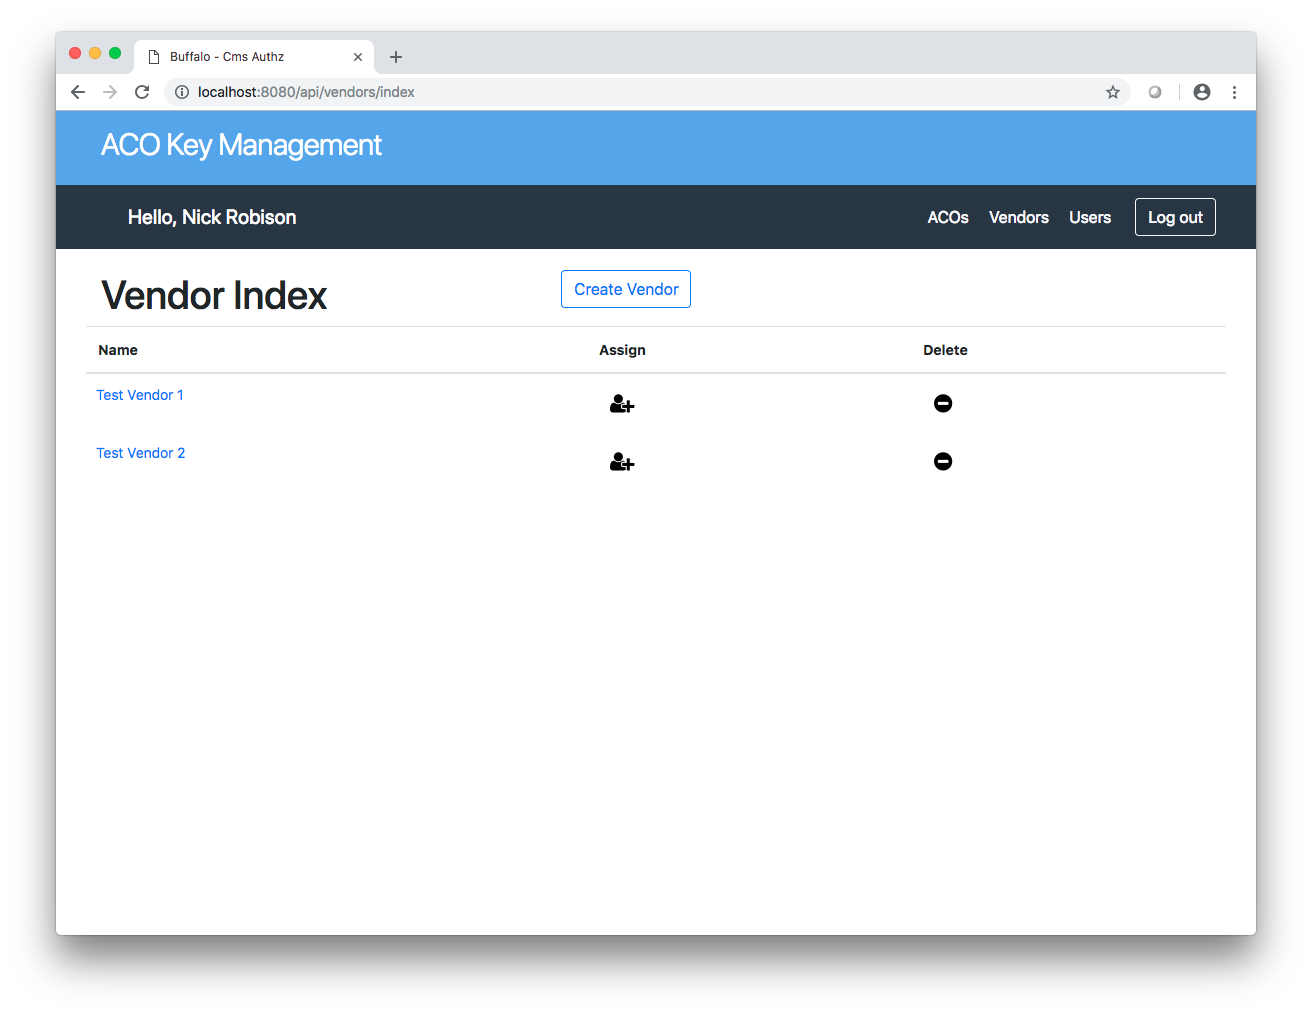 Buffalo - Cms Authz
localhost:8080/api/vendors/index
ACO Key Management
Hello, Nick Robison ACOs Vendors Users Log out
Vendor Index Create Vendor
Name Assign Delete
Test Vendor 1
Test Vendor 2